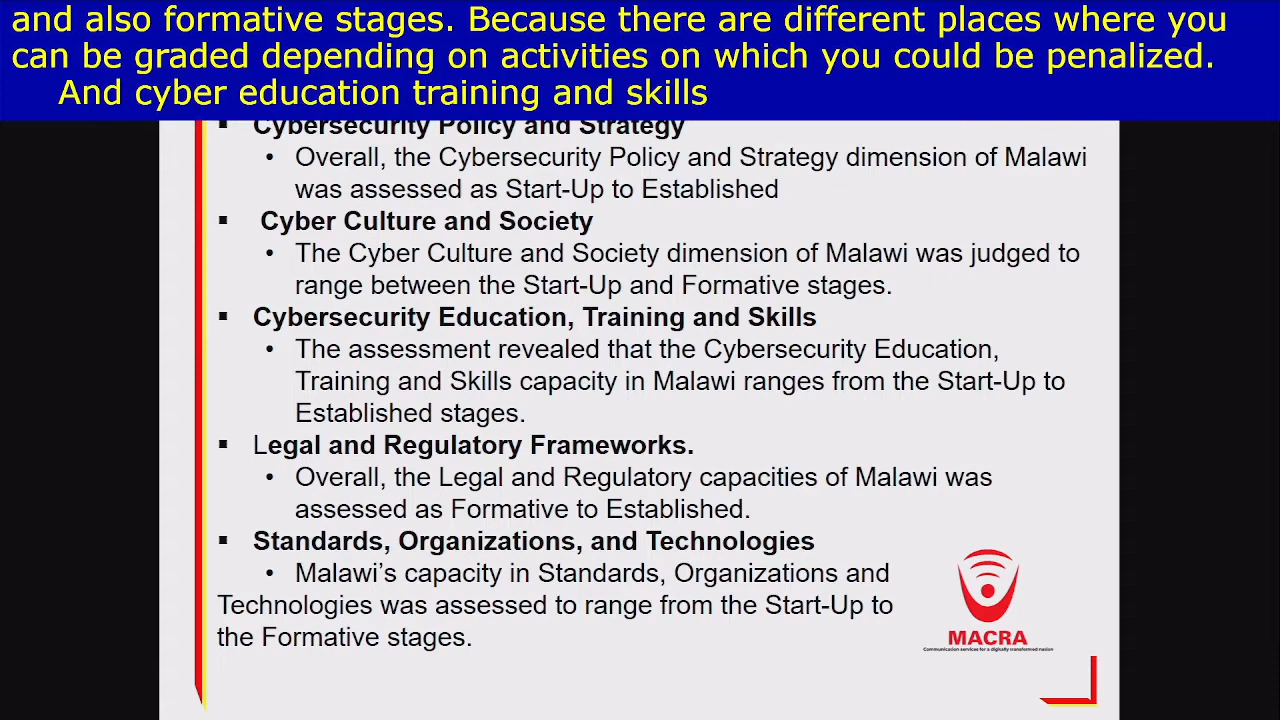 and also formative stages. Because there are different places where you
can be graded depending on activities on which you could be penalized.
And cyber education training and skills
▪ Cybersecurity Policy and Strategy
• Overall, the Cybersecurity Policy and Strategy dimension of Malawi
was assessed as Start-Up to Established
▪ Cyber Culture and Society
• The Cyber Culture and Society dimension of Malawi was judged to
range between the Start-Up and Formative stages.
▪ Cybersecurity Education, Training and Skills
• The assessment revealed that the Cybersecurity Education,
Training and Skills capacity in Malawi ranges from the Start-Up to
Established stages.
▪ Legal and Regulatory Frameworks.
• Overall, the Legal and Regulatory capacities of Malawi was
assessed as Formative to Established.
▪ Standards, Organizations, and Technologies
• Malawi’s capacity in Standards, Organizations and
Technologies was assessed to range from the Start-Up to
the Formative stages.
MACRA
Communication services for a digitally transformed nation